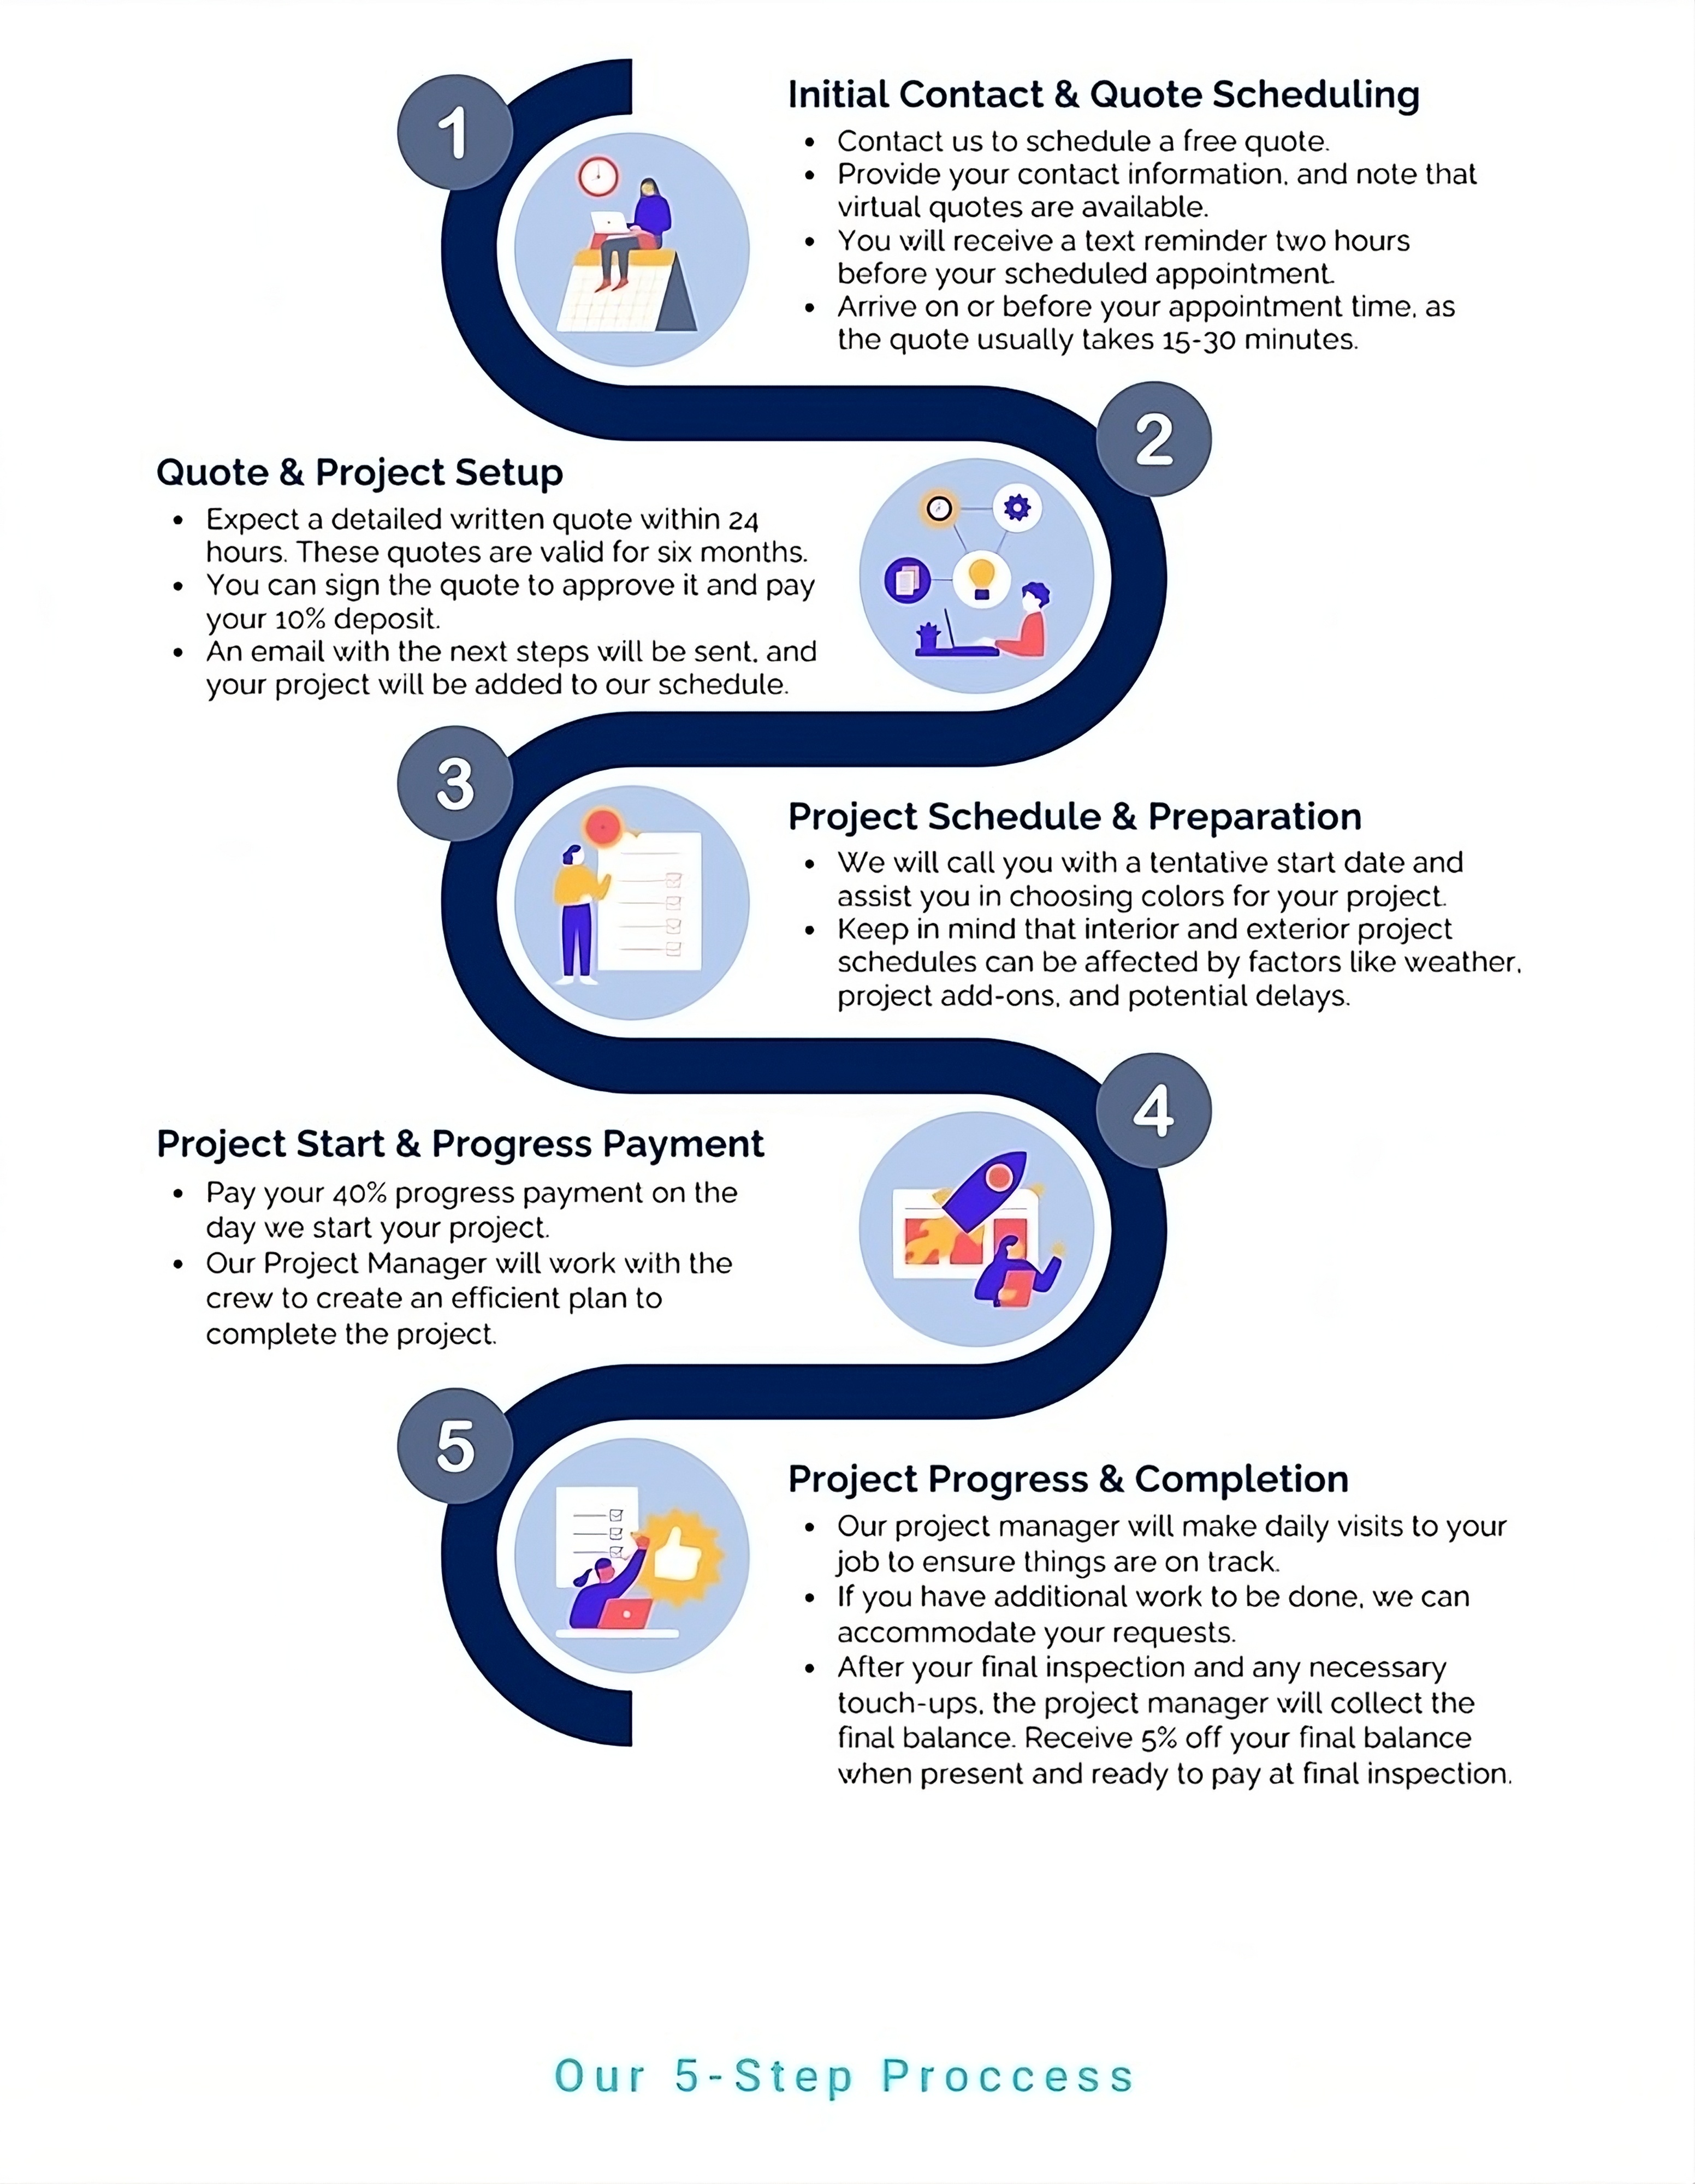 1
Initial Contact & Quote Scheduling
• Contact us to schedule a free quote.
• Provide your contact information, and note that
virtual quotes are available.
• You will receive a text reminder two hours
before your scheduled appointment.
• Arrive on or before your appointment time, as
the quote usually takes 15-30 minutes.
2
Quote & Project Setup
• Expect a detailed written quote within 24
hours. These quotes are valid for six months.
• You can sign the quote to approve it and pay
your 10% deposit.
• An email with the next steps will be sent, and
your project will be added to our schedule.
3
Project Schedule & Preparation
• We will call you with a tentative start date and
assist you in choosing colors for your project.
• Keep in mind that interior and exterior project
schedules can be affected by factors like weather,
project add-ons, and potential delays.
4
Project Start & Progress Payment
• Pay your 40% progress payment on the
day we start your project.
• Our Project Manager will work with the
crew to create an efficient plan to
complete the project.
5
Project Progress & Completion
• Our project manager will make daily visits to your
job to ensure things are on track.
• If you have additional work to be done, we can
accommodate your requests.
• After your final inspection and any necessary
touch-ups, the project manager will collect the
final balance. Receive 5% off your final balance
when present and ready to pay at final inspection.
Our 5-Step Proccess